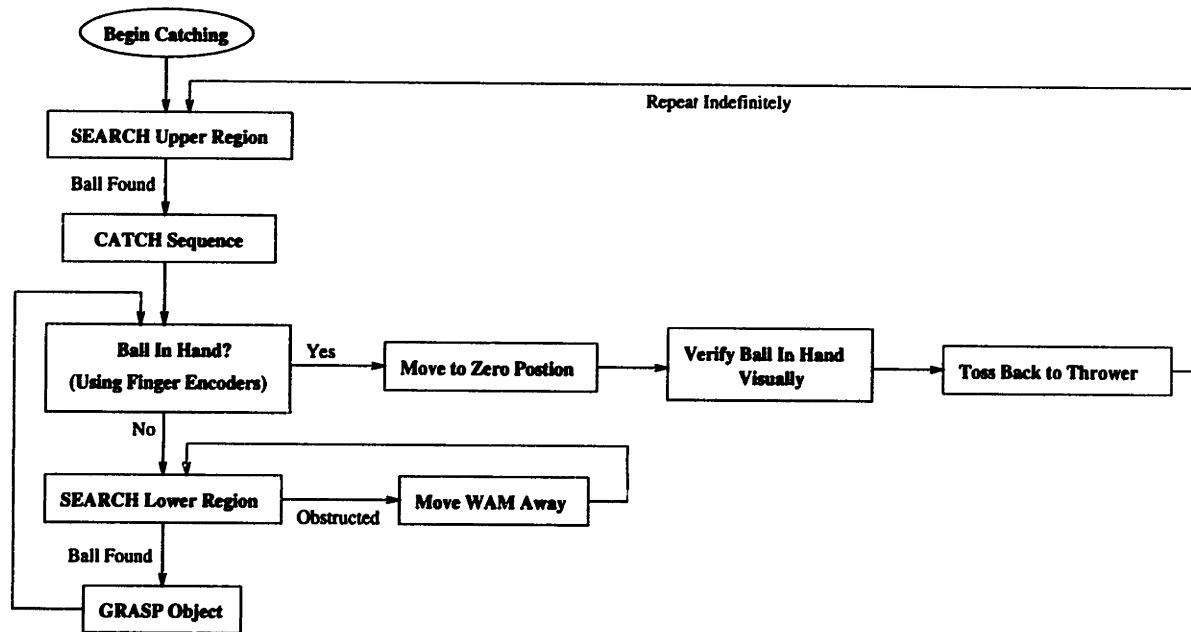 Begin Catching
Repeat Indefinitely
SEARCH Upper Region
Ball Found
CATCH Sequence
Ball In Hand?
(Using Finger Encoders)
Yes
Move to Zero Postion
Verify Ball In Hand
Visually
Toss Back to Thrower
No
SEARCH Lower Region
Obstructed
Move WAM Away
Ball Found
GRASP Object